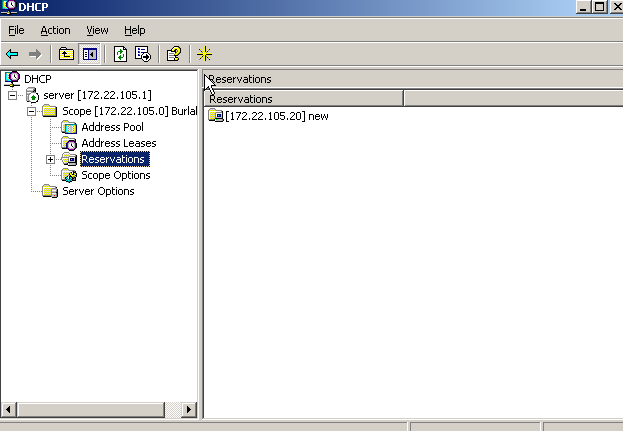 DHCP
File Action View Help
DHCP
server [172.22.105.1]
Scope [172.22.105.0] Burlal
Address Pool
Address Leases
Reservations
Scope Options
Server Options
Reservations
Reservations
[172.22.105.20] new